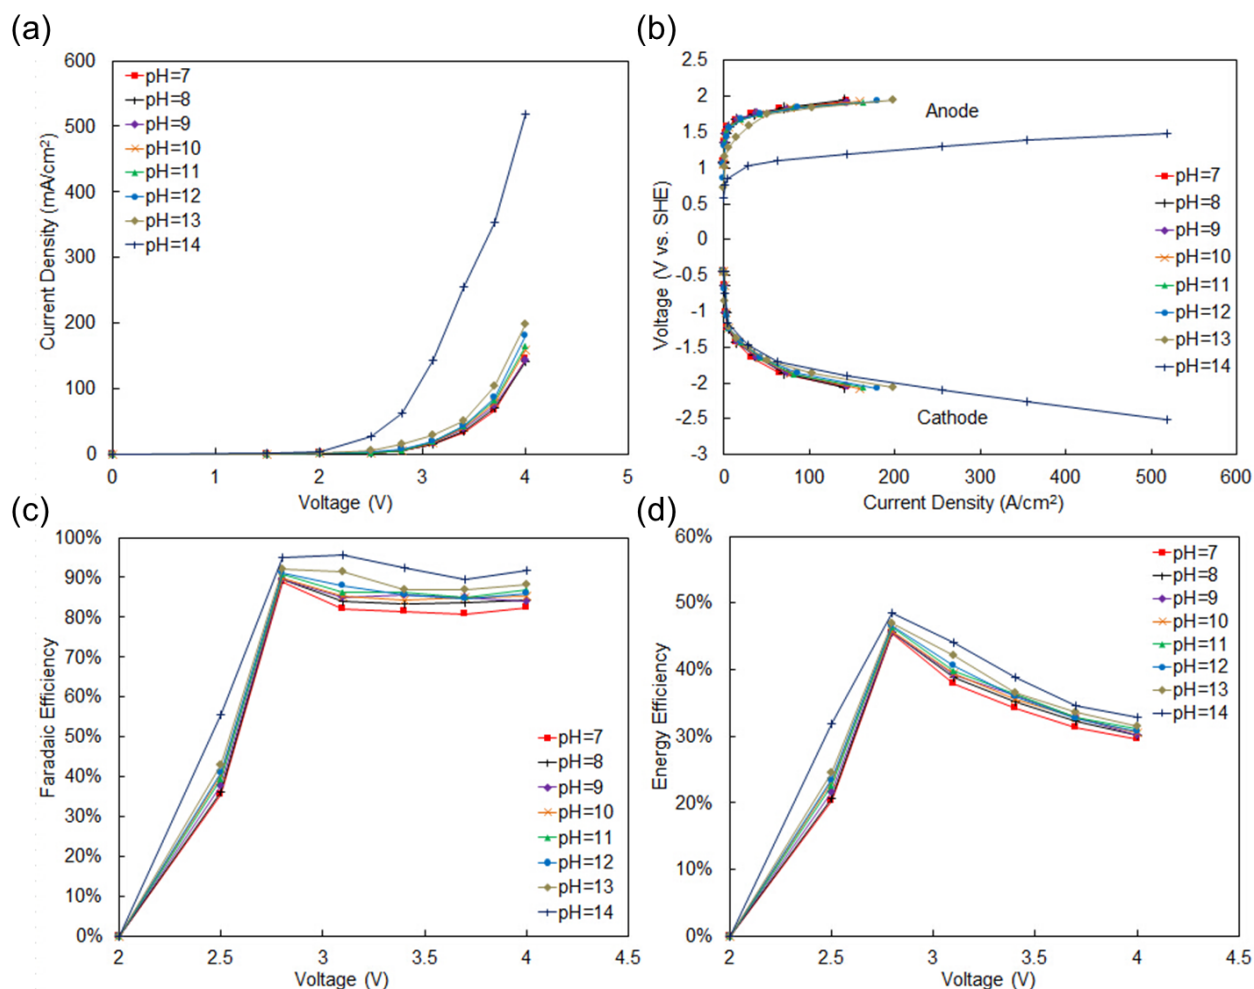 (a)
600
500
400
300
200
100
0
Current Density (mA/cm²)
pH=7
pH=8
pH=9
pH=10
pH=11
pH=12
pH=13
pH=14
0
1
2
3
4
5
Voltage (V)
(b)
2.5
2
1.5
1
0.5
0
-0.5
-1
-1.5
-2
-2.5
-3
Voltage (V vs. SHE)
Anode
Cathode
pH=7
pH=8
pH=9
pH=10
pH=11
pH=12
pH=13
pH=14
0
100
200
300
400
500
600
Current Density (A/cm²)
(c)
100%
90%
80%
70%
60%
50%
40%
30%
20%
10%
0%
Faradaic Efficiency
pH=7
pH=8
pH=9
pH=10
pH=11
pH=12
pH=13
pH=14
2
2.5
3
3.5
4
4.5
Voltage (V)
(d)
60%
50%
40%
30%
20%
10%
0%
Energy Efficiency
pH=7
pH=8
pH=9
pH=10
pH=11
pH=12
pH=13
pH=14
2
2.5
3
3.5
4
4.5
Voltage (V)